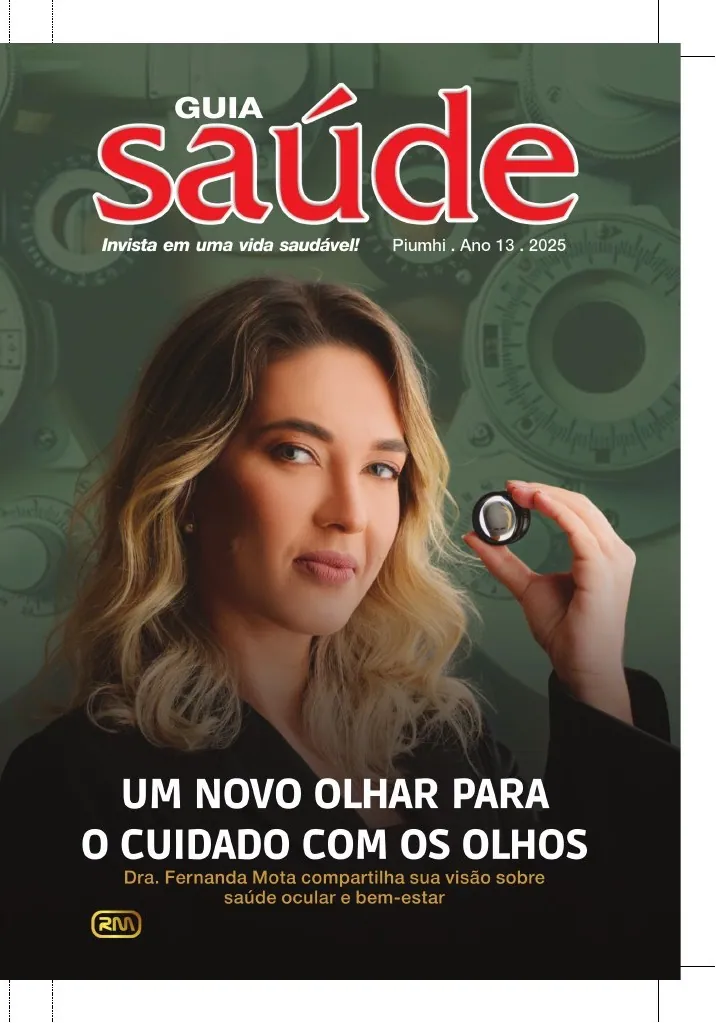 GUIA
saúde
Invista em uma vida saudável! Piumhi . Ano 13 . 2025
UM NOVO OLHAR PARA
O CUIDADO COM OS OLHOS
Dra. Fernanda Mota compartilha sua visão sobre
saúde ocular e bem-estar
RM